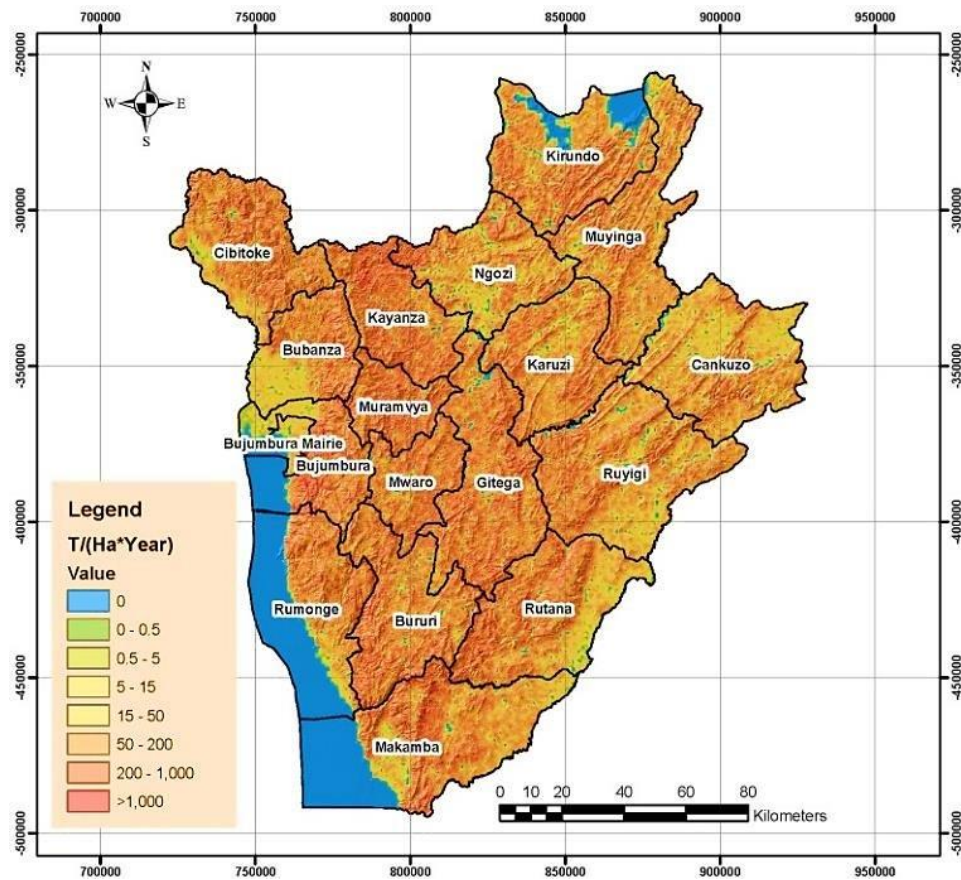 700000 750000 800000 850000 900000 950000
-250000 -250000
N
W E
S
Kirundo
-300000 -300000
Muyinga
Cibitoke
Ngozi
Kayanza
Bubanza
-350000 -350000
Karuzi
Cankuzo
Muramvya
Bujumbura Mairie
Bujumbura
Mwaro
Gitega
Ruyigi
-400000 -400000
Rumonge
Bururi
Rutana
-450000 -450000
Makamba
-500000 -500000
Legend
T/(Ha*Year)
Value
0
0 - 0.5
0.5 - 5
5 - 15
15 - 50
50 - 200
200 - 1,000
>1,000
0 10 20 40 60 80
Kilometers
700000 750000 800000 850000 900000 950000